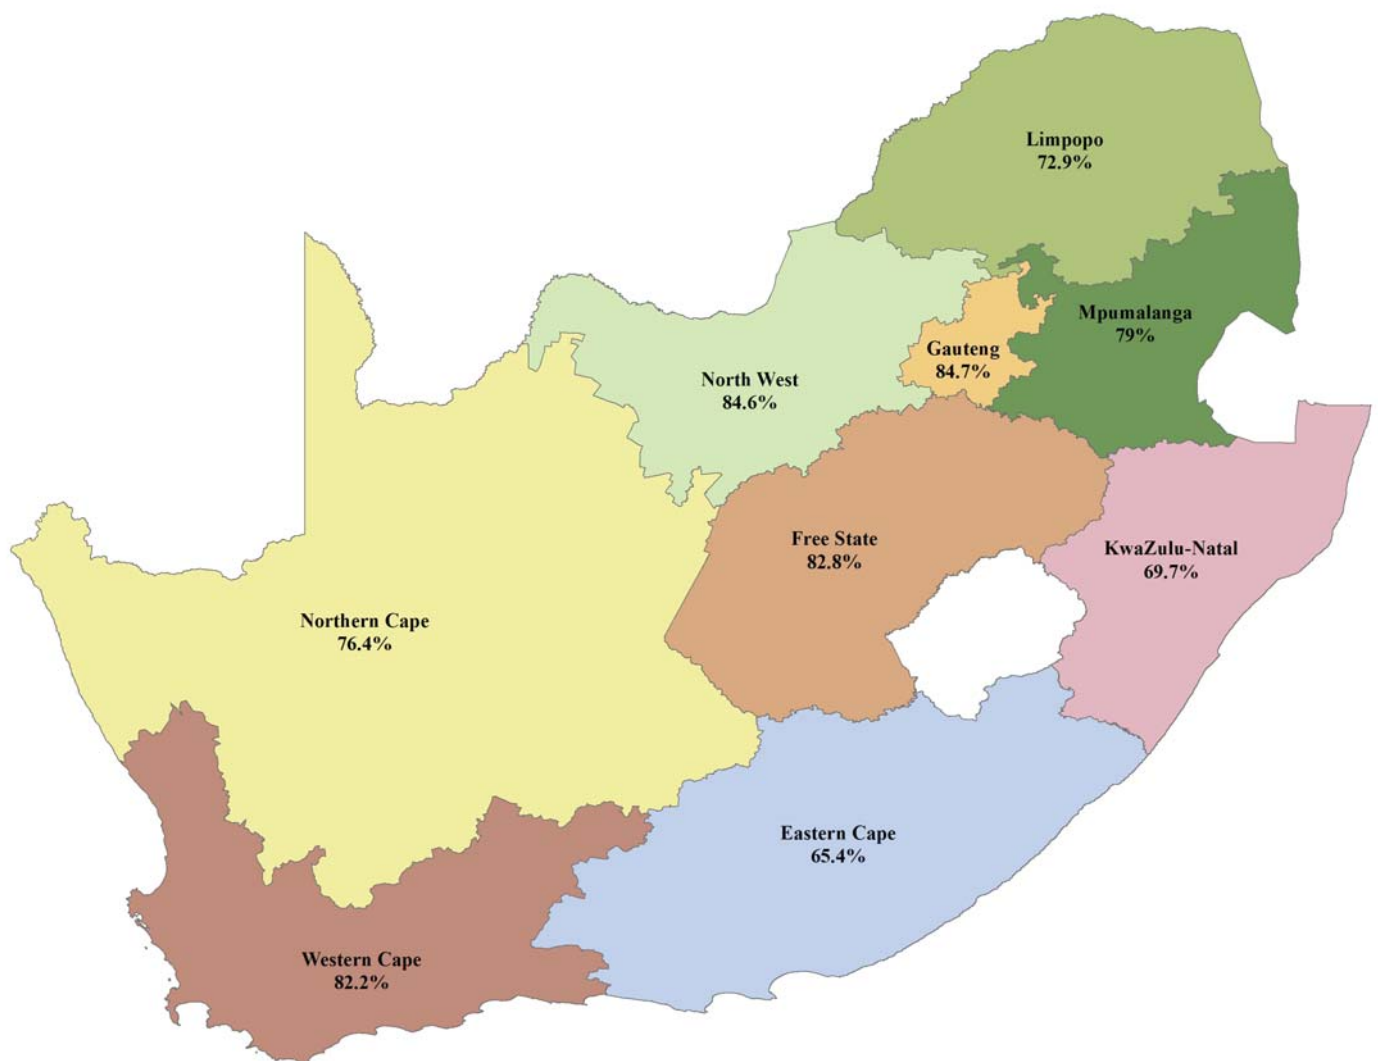 Limpopo
72.9%
Mpumalanga
79%
Gauteng
84.7%
North West
84.6%
Free State
82.8%
KwaZulu-Natal
69.7%
Northern Cape
76.4%
Eastern Cape
65.4%
Western Cape
82.2%